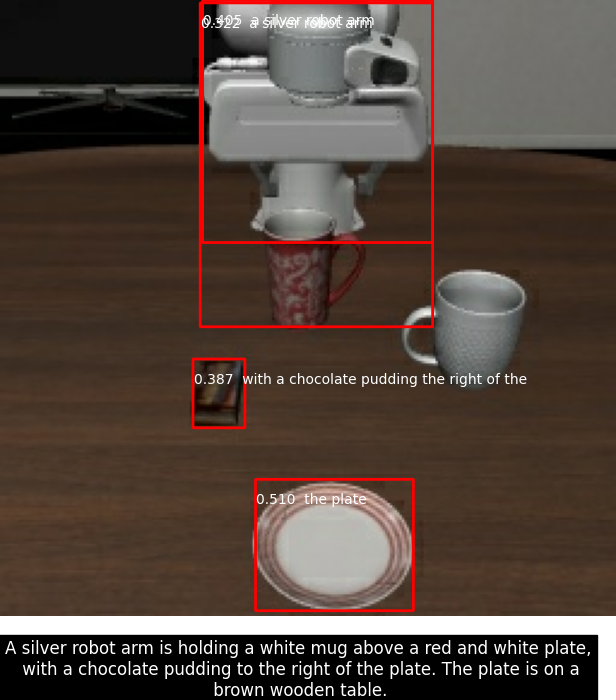 0.405 a silver robot arm
0.322 a silver robot arm
0.387 with a chocolate pudding the right of the
0.510 the plate
A silver robot arm is holding a white mug above a red and white plate,
with a chocolate pudding to the right of the plate. The plate is on a
brown wooden table.